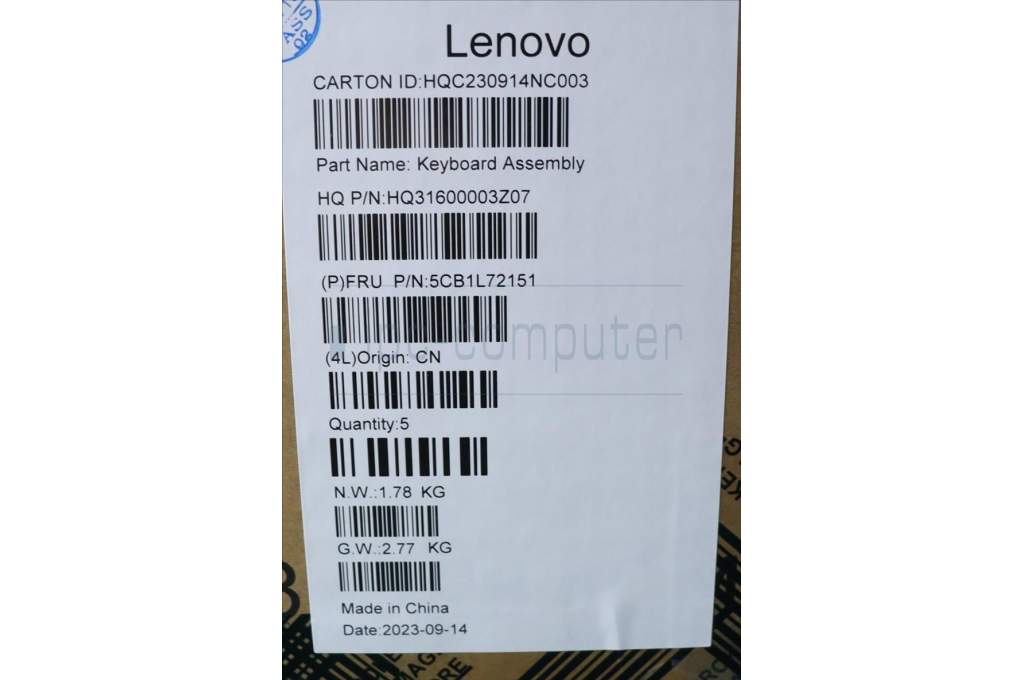 Lenovo
CARTON ID:HQC230914NC003
Part Name: Keyboard Assembly
HQ P/N:HQ31600003Z07
(P)FRU P/N:5CB1L72151
computer
(4L)Origin: CN
Quantity:5
N.W.:1.78 KG
G.W.:2.77 KG
Made in China
Date:2023-09-14